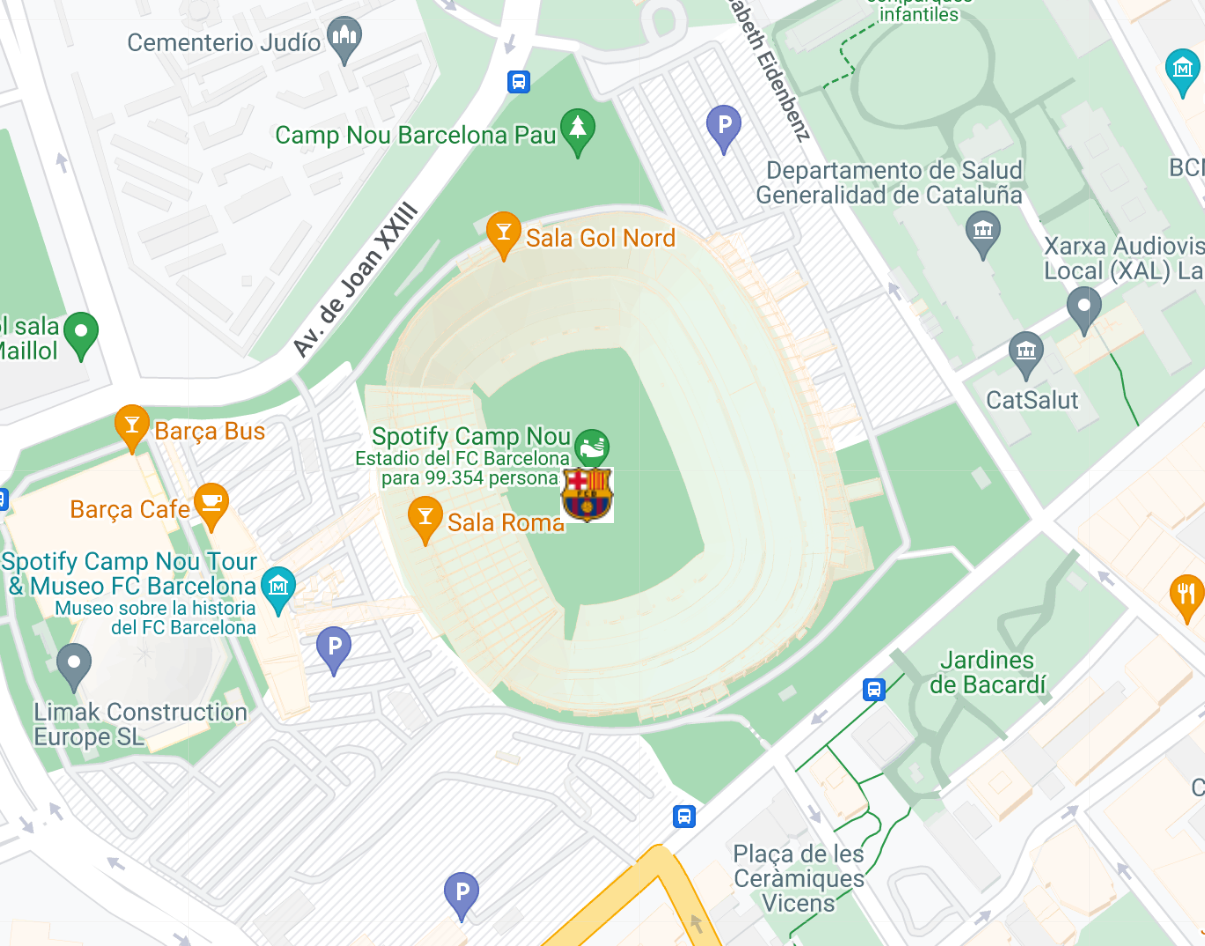 con parques
infantiles
Cementerio Judío
Camp Nou Barcelona Pau
P
abeth Eidenbenz
M
Departamento de Salud
Generalidad de Cataluña
Av. de Joan XXIII
Sala Gol Nord
Xarxa Audiovis
Local (XAL) La
l sala
Maillol
CatSalut
Barça Bus
Spotify Camp Nou
Estadio del FC Barcelona
para 99.354 persona
FCB
Barça Cafe
Sala Roma
Spotify Camp Nou Tour
& Museo FC Barcelona
Museo sobre la historia
del FC Barcelona
M
P
Jardines
de Bacardí
Limak Construction
Europe SL
Plaça de les
Ceràmiques
Vicens
P